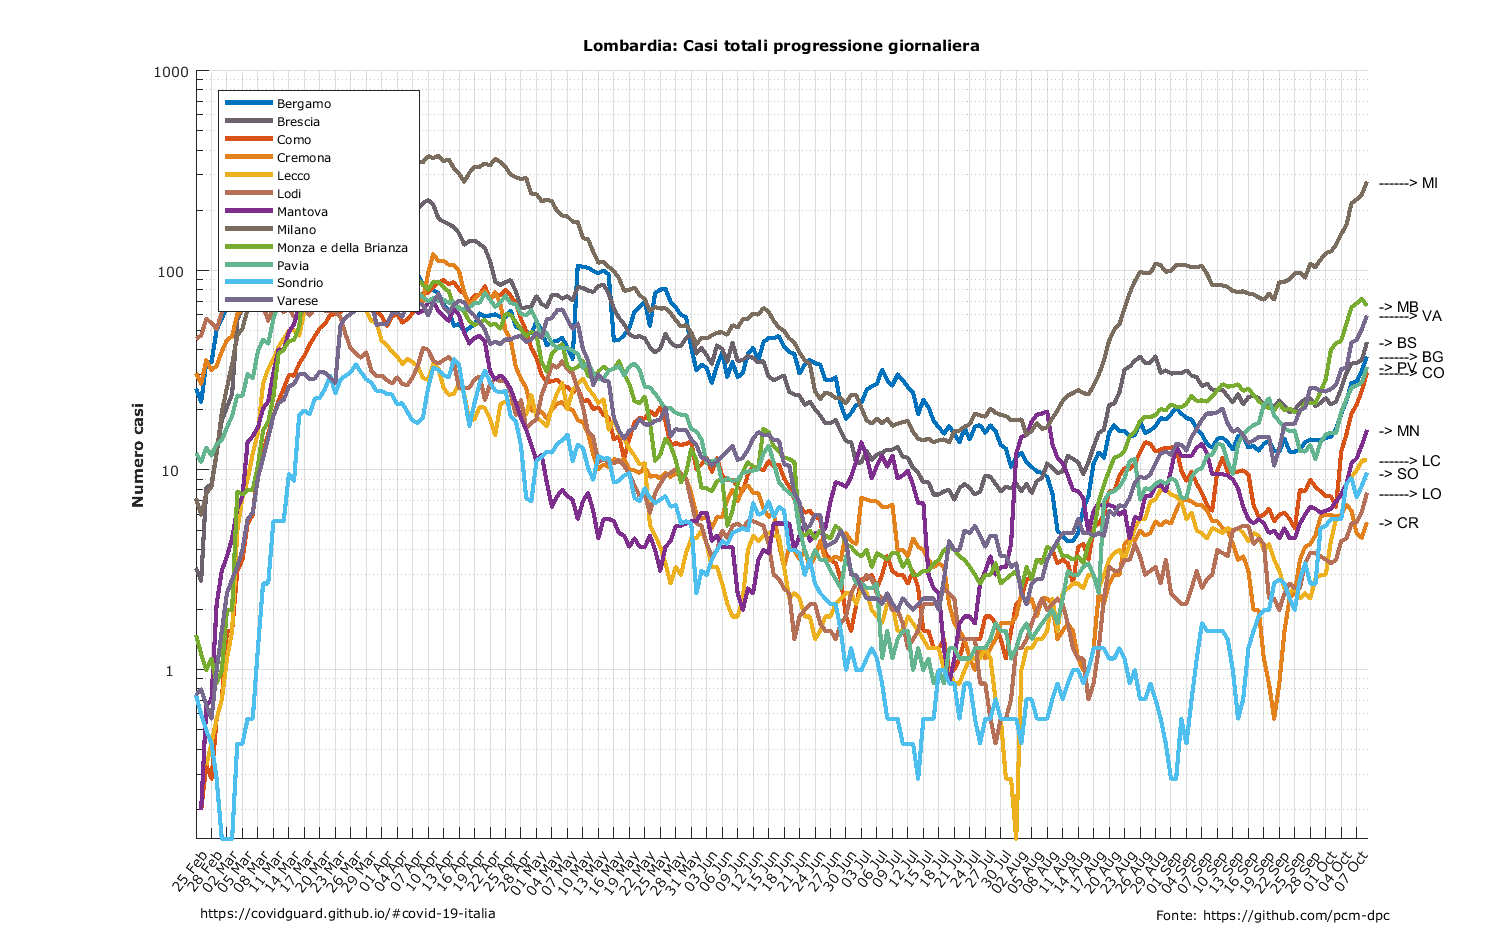 Lombardia: Casi totali progressione giornaliera
1000
100
10
1
Numero casi
Bergamo
Brescia
Como
Cremona
Lecco
Lodi
Mantova
Milano
Monza e della Brianza
Pavia
Sondrio
Varese
------> MI
-> MB
------> VA
-> BS
------> BG
-> PV
------> CO
-> MN
------> LC
-> SO
------> LO
-> CR
25 Feb
28 Feb
02 Mar
05 Mar
08 Mar
11 Mar
14 Mar
17 Mar
20 Mar
23 Mar
26 Mar
29 Mar
01 Apr
04 Apr
07 Apr
10 Apr
13 Apr
16 Apr
19 Apr
22 Apr
25 Apr
28 Apr
01 May
04 May
07 May
10 May
13 May
16 May
19 May
22 May
25 May
28 May
31 May
03 Jun
06 Jun
09 Jun
12 Jun
15 Jun
18 Jun
21 Jun
24 Jun
27 Jun
30 Jun
03 Jul
06 Jul
09 Jul
12 Jul
15 Jul
18 Jul
21 Jul
24 Jul
27 Jul
30 Jul
02 Aug
05 Aug
08 Aug
11 Aug
14 Aug
17 Aug
20 Aug
23 Aug
26 Aug
29 Aug
01 Sep
04 Sep
07 Sep
10 Sep
13 Sep
16 Sep
19 Sep
22 Sep
25 Sep
28 Sep
01 Oct
04 Oct
07 Oct
https://covidguard.github.io/#covid-19-italia
Fonte: https://github.com/pcm-dpc